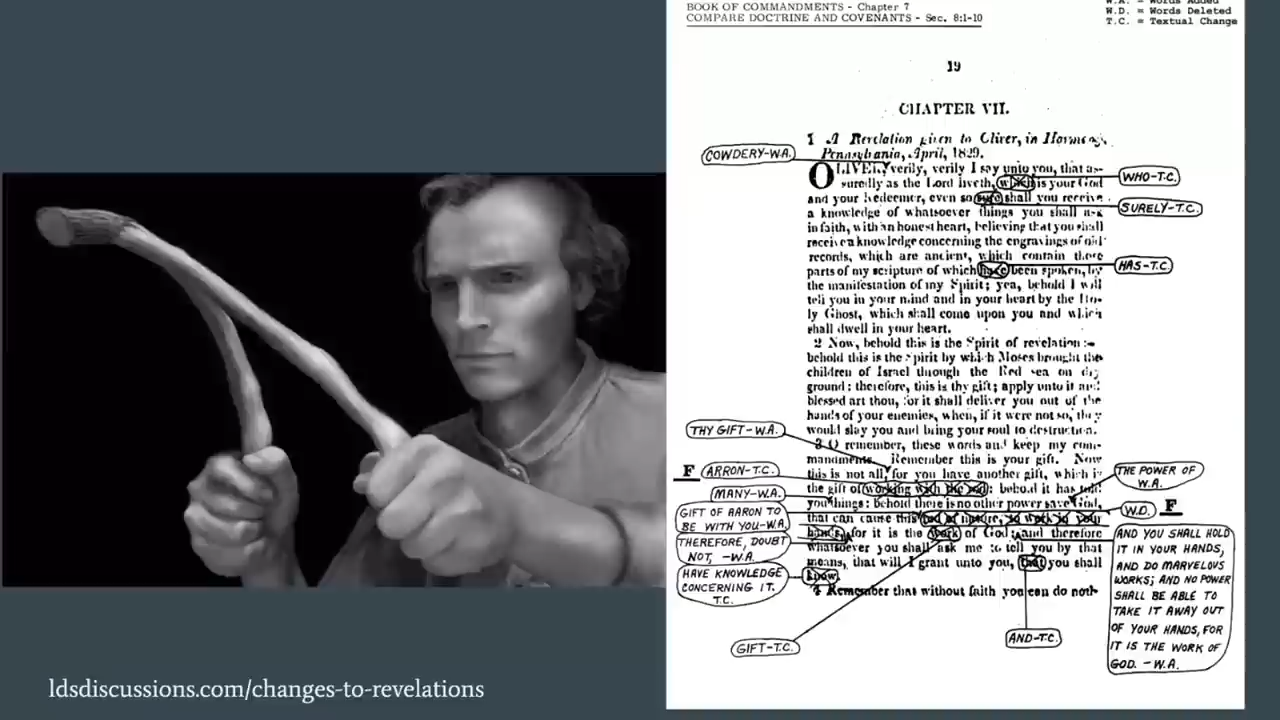 BOOK OF COMMANDMENTS - Chapter 7
COMPARE DOCTRINE AND COVENANTS - Sec. 8:1-10
W.A. = Words Added
W.D. = Words Deleted
T.C. = Textual Change
19
CHAPTER VII.
1 A Revelation given to Oliver, in Harmony,
Pennsylvania, April, 1829.
OLIVER, verily, verily I say unto you, that as-
suredly as the Lord liveth, which is your God
and your Redeemer, even so sure shall you receive
a knowledge of whatsoever things you shall ask
in faith, with an honest heart, believing that you shall
receive a knowledge concerning the engravings of old
records, which are ancient, which contain those
parts of my scripture of which have been spoken, by
the manifestation of my Spirit; yea, behold I will
tell you in your mind and in your heart by the Ho-
ly Ghost, which shall come upon you and which
shall dwell in your heart.
2 Now, behold this is the Spirit of revelation:—
behold this is the Spirit by which Moses brought the
children of Israel through the Red sea on dry
ground: therefore, this is thy gift; apply unto it and
blessed art thou, for it shall deliver you out of the
hands of your enemies, when, if it were not so, they
would slay you and bring your soul to destruction.
3 O remember, these words and keep my com-
mandments. Remember this is your gift. Now
this is not all, for you have another gift, which is
the gift of working with the rod: behold it has told
you things: behold there is no other power save God,
that can cause this rod of nature, to work in your
hands, for it is the work of God; and therefore
whatsoever you shall ask me to tell you by that
means, that will I grant unto you, that you shall
know.
4 Remember that without faith you can do noth-
COWDERY-W.A.
WHO-T.C.
SURELY-T.C.
HAS-T.C.
THY GIFT-W.A.
F ARRON-T.C.
MANY-W.A.
GIFT OF AARON TO
BE WITH YOU-W.A.
THEREFORE, DOUBT
NOT, -W.A.
HAVE KNOWLEDGE
CONCERNING IT.
T.C.
GIFT-T.C.
THE POWER OF
W.A.
W.D. F
AND YOU SHALL HOLD
IT IN YOUR HANDS,
AND DO MARVELOUS
WORKS; AND NO POWER
SHALL BE ABLE TO
TAKE IT AWAY OUT
OF YOUR HANDS, FOR
IT IS THE WORK OF
GOD. -W.A.
AND-T.C.
ldsdiscussions.com/changes-to-revelations